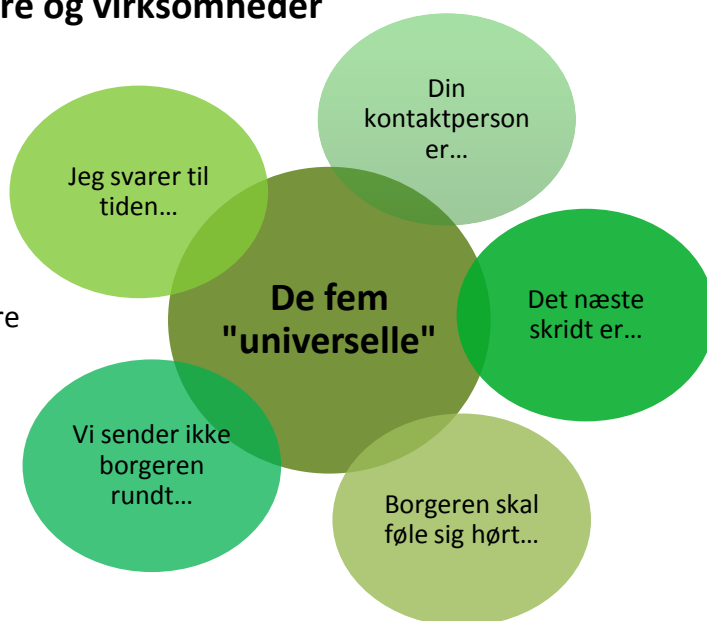 re og virksomheder
Din
kontaktperson
er...
Jeg svarer til
tiden...
De fem
"universelle"
Det næste
skridt er...
re
Vi sender ikke
borgeren
rundt...
Borgeren skal
føle sig hørt...